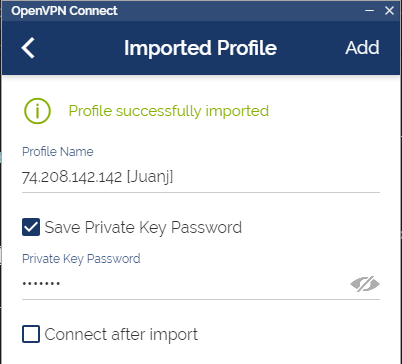 OpenVPN Connect
Imported Profile Add
Profile successfully imported
Profile Name
74.208.142.142 [Juanj]
Save Private Key Password
Private Key Password
•••••••
Connect after import